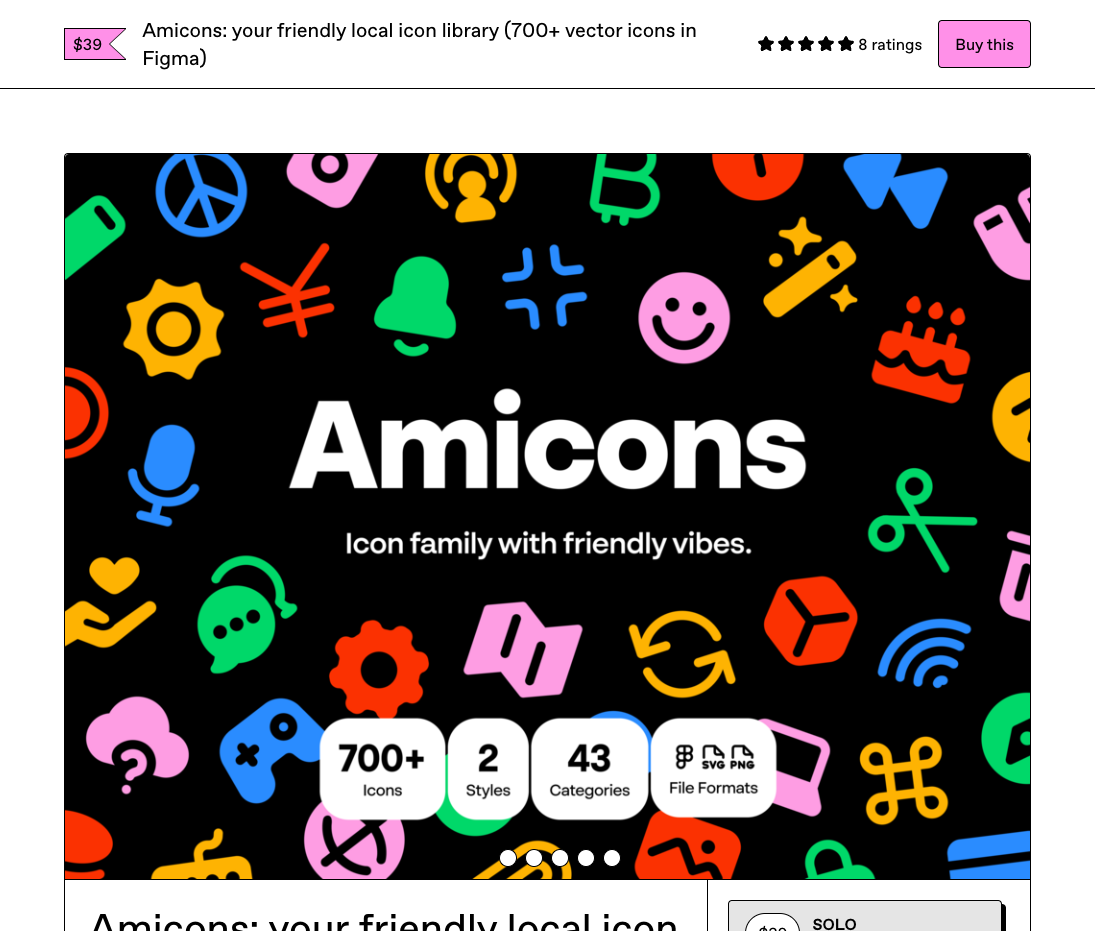 $39
Amicons: your friendly local icon library (700+ vector icons in
Figma)
8 ratings
Buy this
Amicons
Icon family with friendly vibes.
700+
Icons
2
Styles
43
Categories
SVG PNG
File Formats
Amicons: your friendly local icon
SOLO